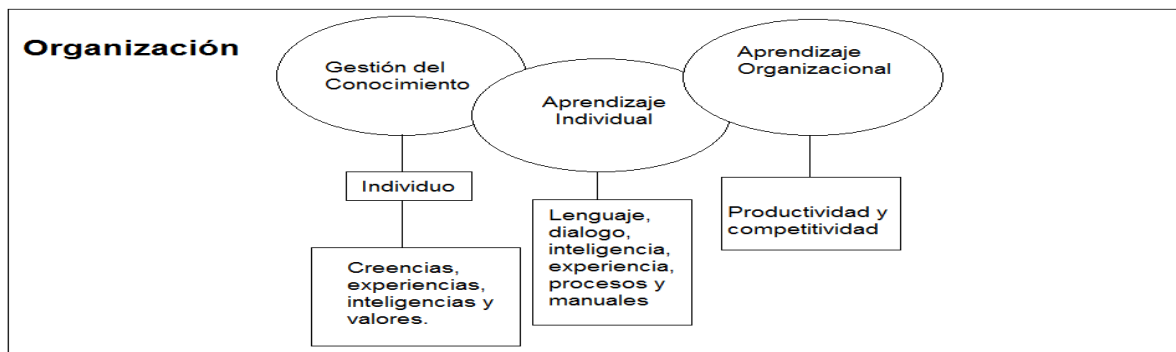 Organización
Gestión del
Conocimiento
Aprendizaje
Individual
Aprendizaje
Organizacional
Individuo
Creencias,
experiencias,
inteligencias y
valores.
Lenguaje,
dialogo,
inteligencia,
experiencia,
procesos y
manuales
Productividad y
competitividad